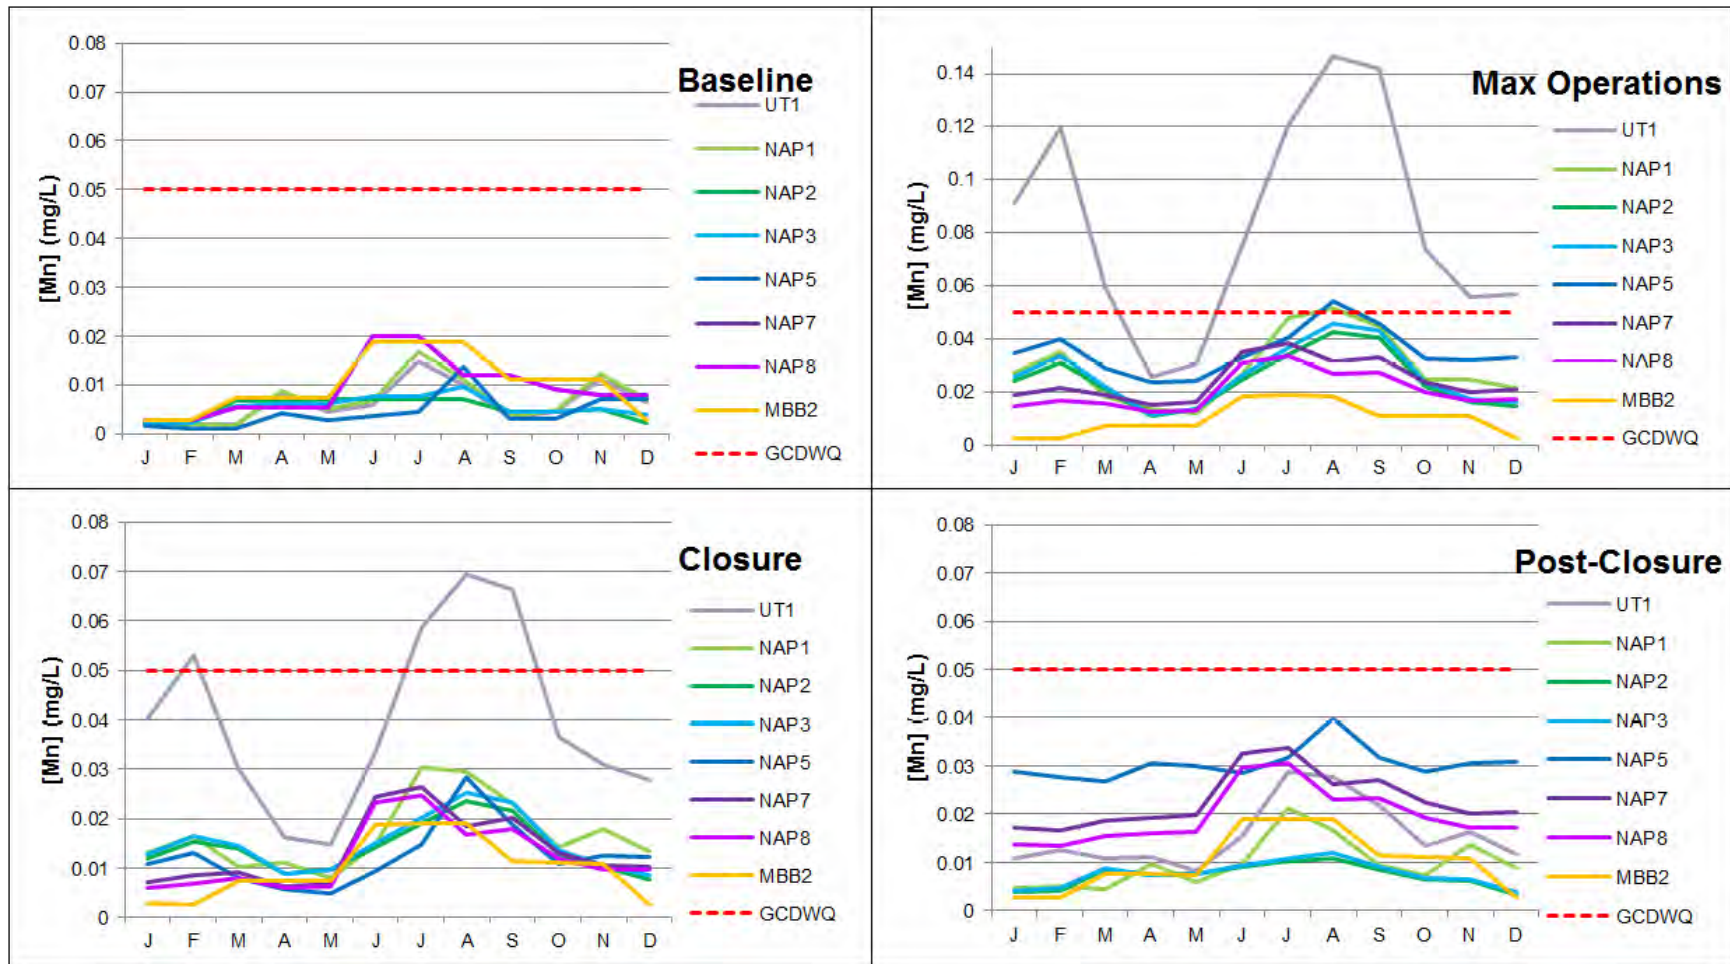 Baseline
[Mn] (mg/L)
0.08
0.07
0.06
0.05
0.04
0.03
0.02
0.01
0
J F M A M J J A S O N D
UT1
NAP1
NAP2
NAP3
NAP5
NAP7
NAP8
MBB2
GCDWQ
Max Operations
[Mn] (mg/L)
0.14
0.12
0.1
0.08
0.06
0.04
0.02
0
J F M A M J J A S O N D
UT1
NAP1
NAP2
NAP3
NAP5
NAP7
NAP8
MBB2
GCDWQ
Closure
[Mn] (mg/L)
0.08
0.07
0.06
0.05
0.04
0.03
0.02
0.01
0
J F M A M J J A S O N D
UT1
NAP1
NAP2
NAP3
NAP5
NAP7
NAP8
MBB2
GCDWQ
Post-Closure
[Mn] (mg/L)
0.08
0.07
0.06
0.05
0.04
0.03
0.02
0.01
0
J F M A M J J A S O N D
UT1
NAP1
NAP2
NAP3
NAP5
NAP7
NAP8
MBB2
GCDWQ